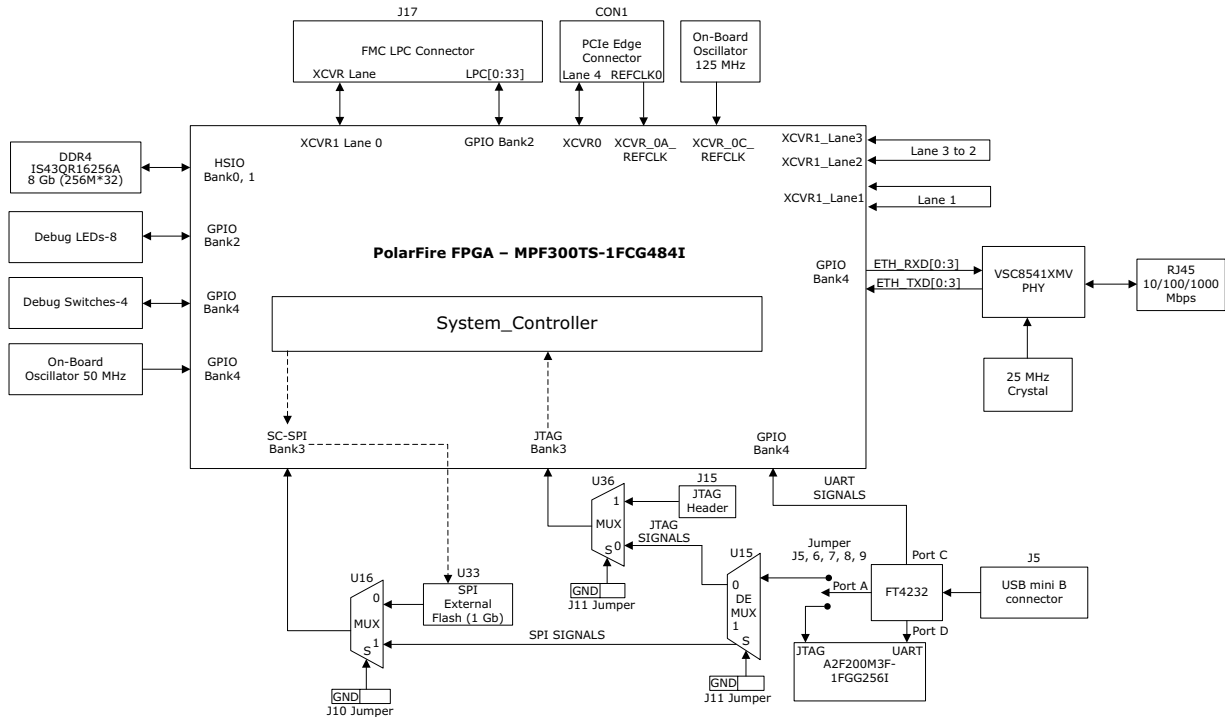 J17
FMC LPC Connector
XCVR Lane
LPC[0:33]
CON1
PCIe Edge
Connector
Lane 4
REFCLK0
On-Board
Oscillator
125 MHz
XCVR1 Lane 0
GPIO Bank2
XCVR0
XCVR_0A_
REFCLK
XCVR_0C_
REFCLK
XCVR1_Lane3
XCVR1_Lane2
Lane 3 to 2
XCVR1_Lane1
Lane 1
DDR4
IS43QR16256A
8 Gb (256M*32)
HSIO
Bank0, 1
Debug LEDs-8
GPIO
Bank2
Debug Switches-4
GPIO
Bank4
On-Board
Oscillator 50 MHz
GPIO
Bank4
PolarFire FPGA – MPF300TS-1FCG484I
System_Controller
GPIO
Bank4
ETH_RXD[0:3]
ETH_TXD[0:3]
VSC8541XMV
PHY
RJ45
10/100/1000
Mbps
25 MHz
Crystal
SC-SPI
Bank3
JTAG
Bank3
GPIO
Bank4
U36
1
MUX
S
0
J15
JTAG
Header
JTAG
SIGNALS
GND
J11 Jumper
UART
SIGNALS
U15
0
DE
MUX
1
S
Jumper
J5, 6, 7, 8, 9
Port C
Port A
FT4232
Port D
J5
USB mini B
connector
JTAG
UART
A2F200M3F-
1FGG256I
U16
0
MUX
S
1
U33
SPI
External
Flash (1 Gb)
SPI SIGNALS
GND
J10 Jumper
GND
J11 Jumper